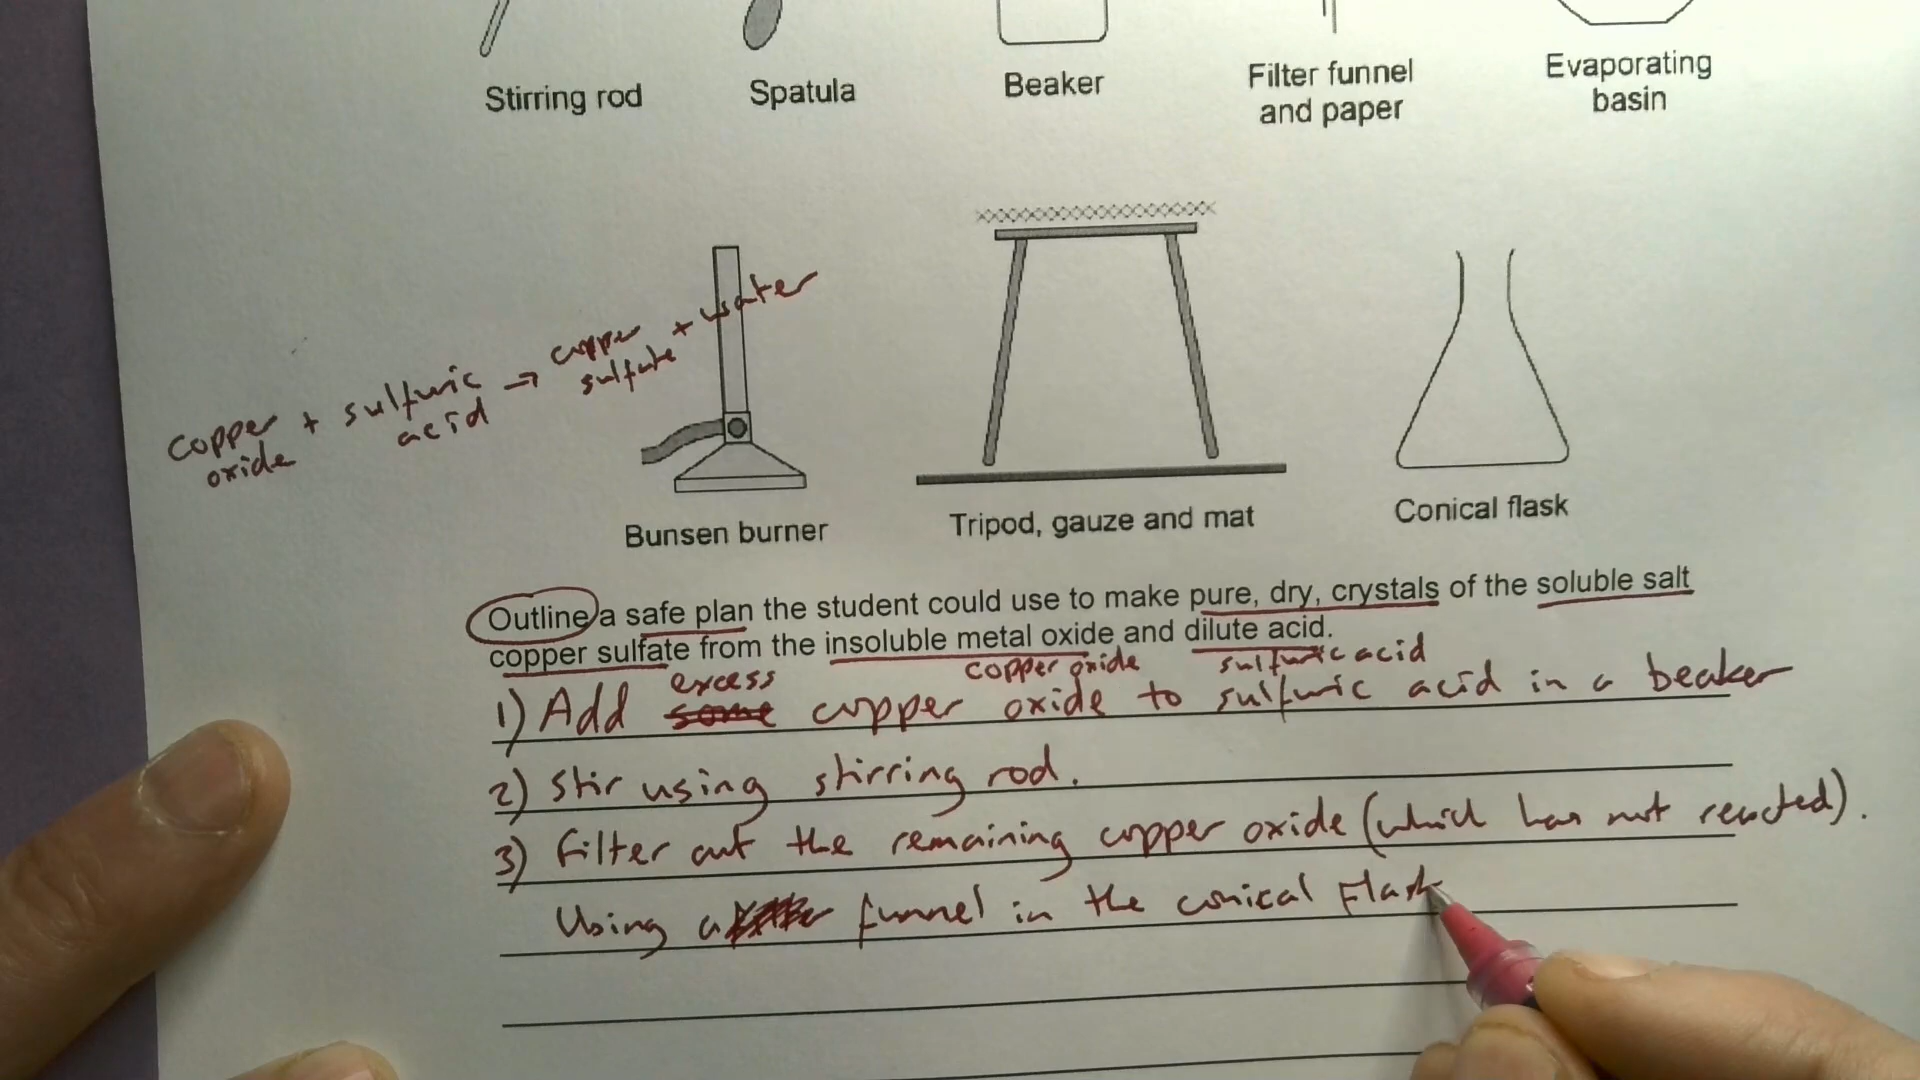 Stirring rod
Spatula
Beaker
Filter funnel
and paper
Evaporating
basin
copper + sulfuric → copper + water
oxide acid sulfate
Bunsen burner
Tripod, gauze and mat
Conical flask
Outline a safe plan the student could use to make pure, dry, crystals of the soluble salt
copper sulfate from the insoluble metal oxide and dilute acid.
copper oxide sulfuric acid
excess
1) Add some copper oxide to sulfuric acid in a beaker
2) Stir using stirring rod.
3) Filter out the remaining copper oxide (which has not reacted).
Using a funnel in the conical Flask